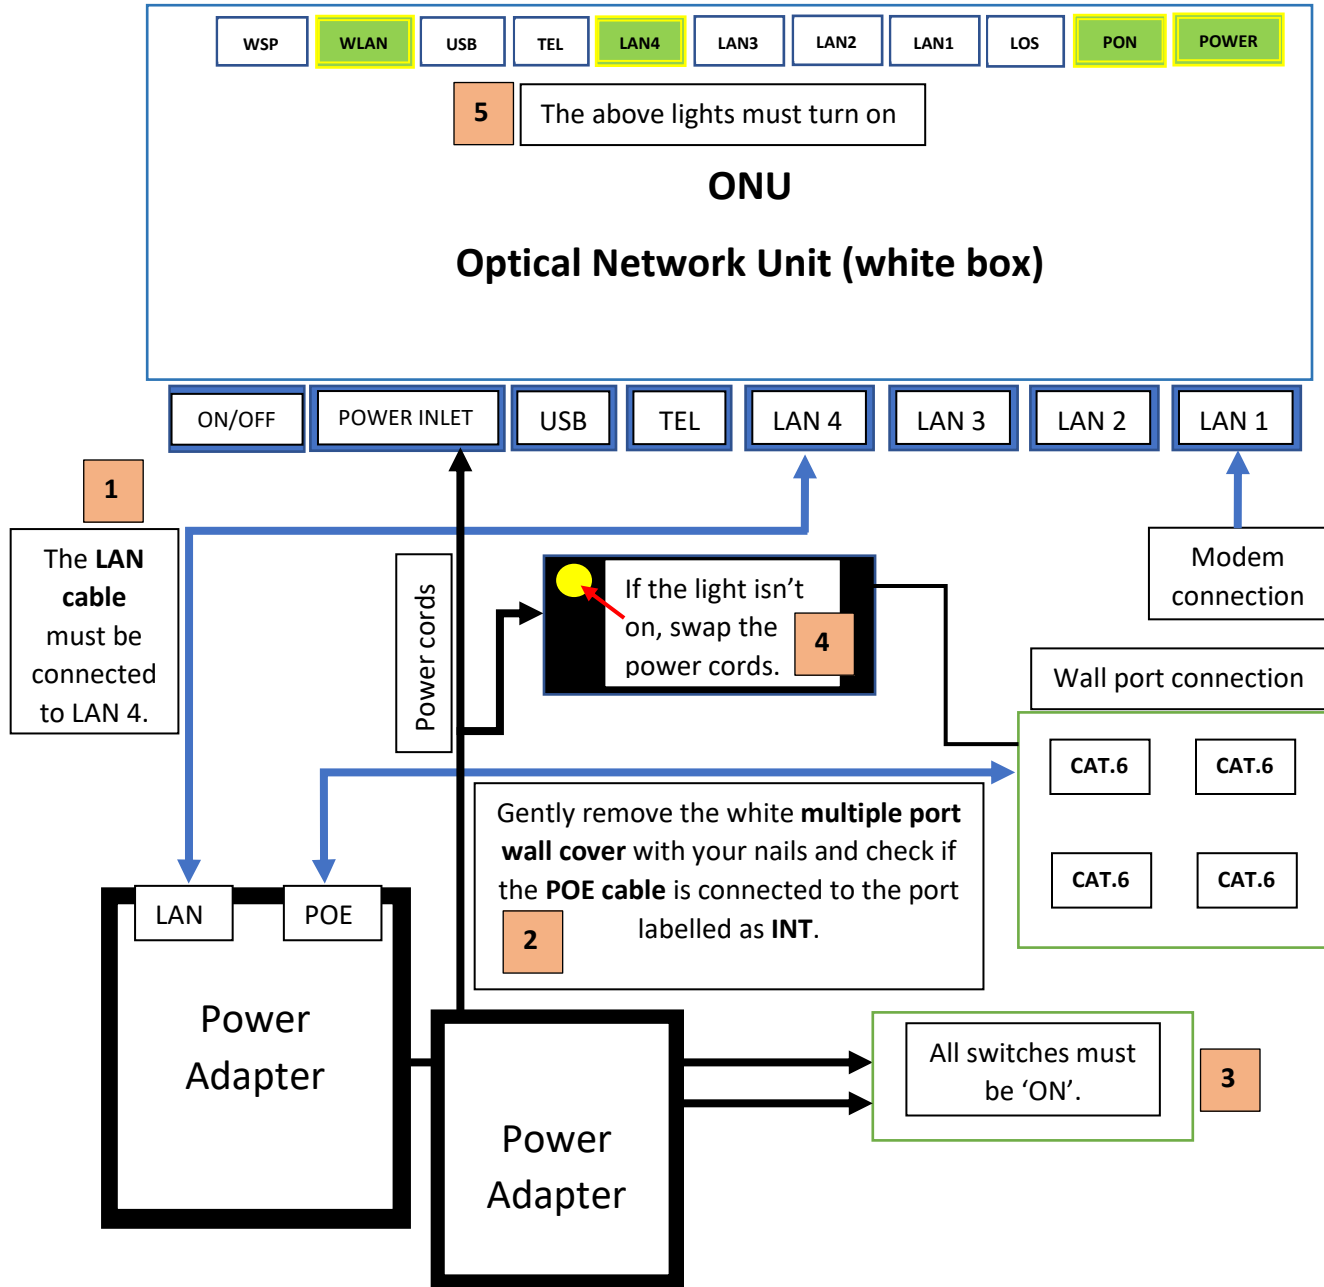 WSP WLAN USB TEL LAN4 LAN3 LAN2 LAN1 LOS PON POWER
5 The above lights must turn on
ONU
Optical Network Unit (white box)
ON/OFF POWER INLET USB TEL LAN 4 LAN 3 LAN 2 LAN 1
1
The LAN
cable
must be
connected
to LAN 4.
Power cords
If the light isn’t
on, swap the
power cords.
4
Modem
connection
Wall port connection
CAT.6 CAT.6
CAT.6 CAT.6
Gently remove the white multiple port
wall cover with your nails and check if
the POE cable is connected to the port
labelled as INT.
2
LAN POE
Power
Adapter
Power
Adapter
All switches must
be ‘ON’.
3